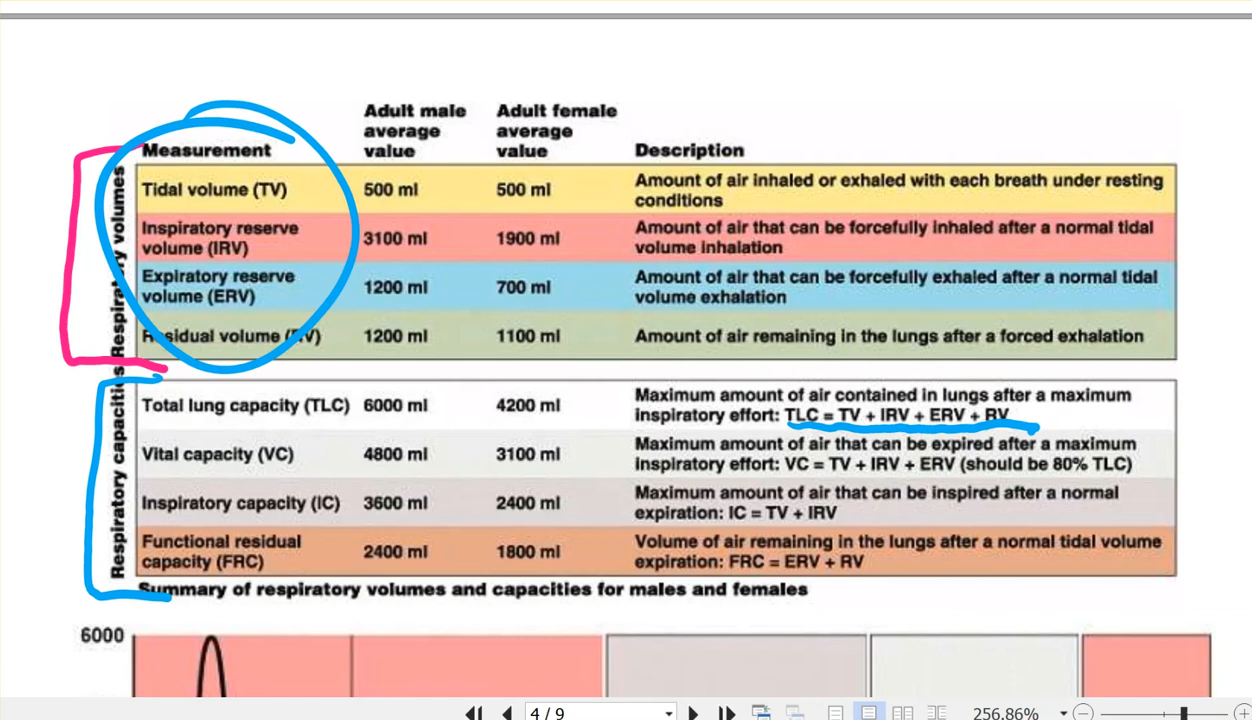 Adult male average value
Adult female average value
Measurement
Description
Respiratory volumes
Tidal volume (TV)
500 ml
500 ml
Amount of air inhaled or exhaled with each breath under resting
conditions
Inspiratory reserve
volume (IRV)
3100 ml
1900 ml
Amount of air that can be forcefully inhaled after a normal tidal
volume inhalation
Expiratory reserve
volume (ERV)
1200 ml
700 ml
Amount of air that can be forcefully exhaled after a normal tidal
volume exhalation
Residual volume (RV)
1200 ml
1100 ml
Amount of air remaining in the lungs after a forced exhalation
Respiratory capacities
Total lung capacity (TLC)
6000 ml
4200 ml
Maximum amount of air contained in lungs after a maximum
inspiratory effort: TLC = TV + IRV + ERV + RV
Vital capacity (VC)
4800 ml
3100 ml
Maximum amount of air that can be expired after a maximum
inspiratory effort: VC = TV + IRV + ERV (should be 80% TLC)
Inspiratory capacity (IC)
3600 ml
2400 ml
Maximum amount of air that can be inspired after a normal
expiration: IC = TV + IRV
Functional residual
capacity (FRC)
2400 ml
1800 ml
Volume of air remaining in the lungs after a normal tidal volume
expiration: FRC = ERV + RV
Summary of respiratory volumes and capacities for males and females
6000
4 / 9
256.86%